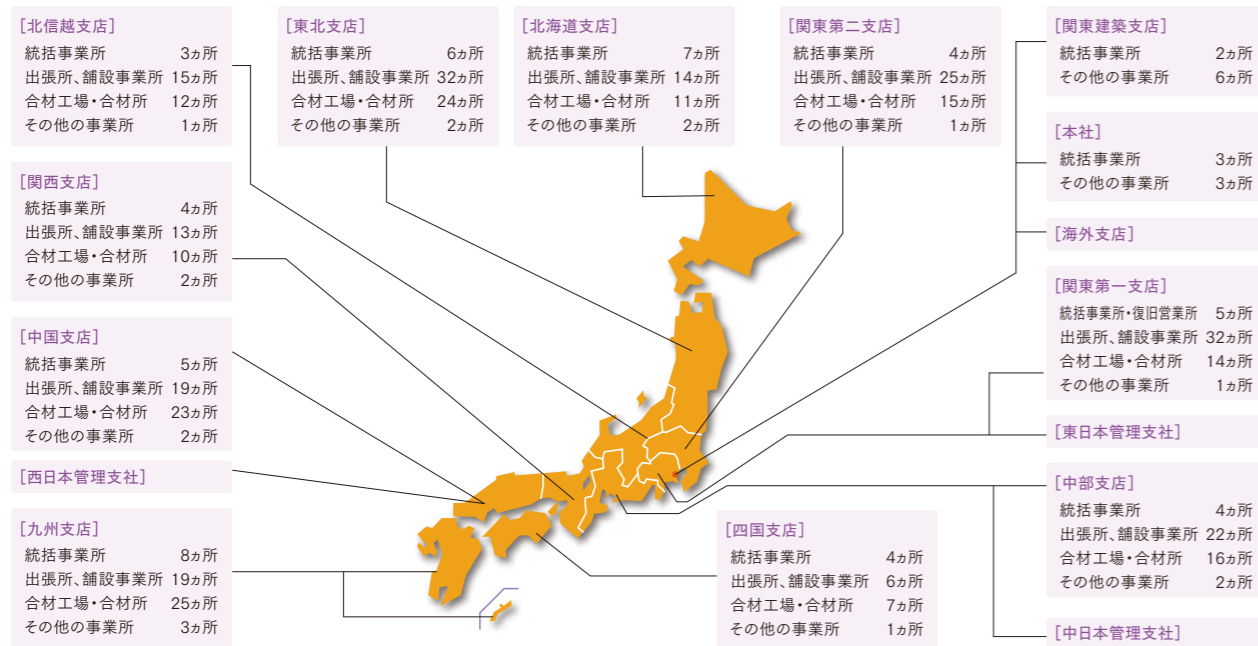 [北信越支店]
統括事業所 3ヵ所
出張所、舗設事業所 15ヵ所
合材工場・合材所 12ヵ所
その他の事業所 1ヵ所
[東北支店]
統括事業所 6ヵ所
出張所、舗設事業所 32ヵ所
合材工場・合材所 24ヵ所
その他の事業所 2ヵ所
[北海道支店]
統括事業所 7ヵ所
出張所、舗設事業所 14ヵ所
合材工場・合材所 11ヵ所
その他の事業所 2ヵ所
[関東第二支店]
統括事業所 4ヵ所
出張所、舗設事業所 25ヵ所
合材工場・合材所 15ヵ所
その他の事業所 1ヵ所
[関東建築支店]
統括事業所 2ヵ所
その他の事業所 6ヵ所
[本社]
統括事業所 3ヵ所
その他の事業所 3ヵ所
[海外支店]
[関東第一支店]
統括事業所・復旧営業所 5ヵ所
出張所、舗設事業所 32ヵ所
合材工場・合材所 14ヵ所
その他の事業所 1ヵ所
[東日本管理支社]
[中部支店]
統括事業所 4ヵ所
出張所、舗設事業所 22ヵ所
合材工場・合材所 16ヵ所
その他の事業所 2ヵ所
[中日本管理支社]
[関西支店]
統括事業所 4ヵ所
出張所、舗設事業所 13ヵ所
合材工場・合材所 10ヵ所
その他の事業所 2ヵ所
[中国支店]
統括事業所 5ヵ所
出張所、舗設事業所 19ヵ所
合材工場・合材所 23ヵ所
その他の事業所 2ヵ所
[西日本管理支社]
[九州支店]
統括事業所 8ヵ所
出張所、舗設事業所 19ヵ所
合材工場・合材所 25ヵ所
その他の事業所 3ヵ所
[四国支店]
統括事業所 4ヵ所
出張所、舗設事業所 6ヵ所
合材工場・合材所 7ヵ所
その他の事業所 1ヵ所